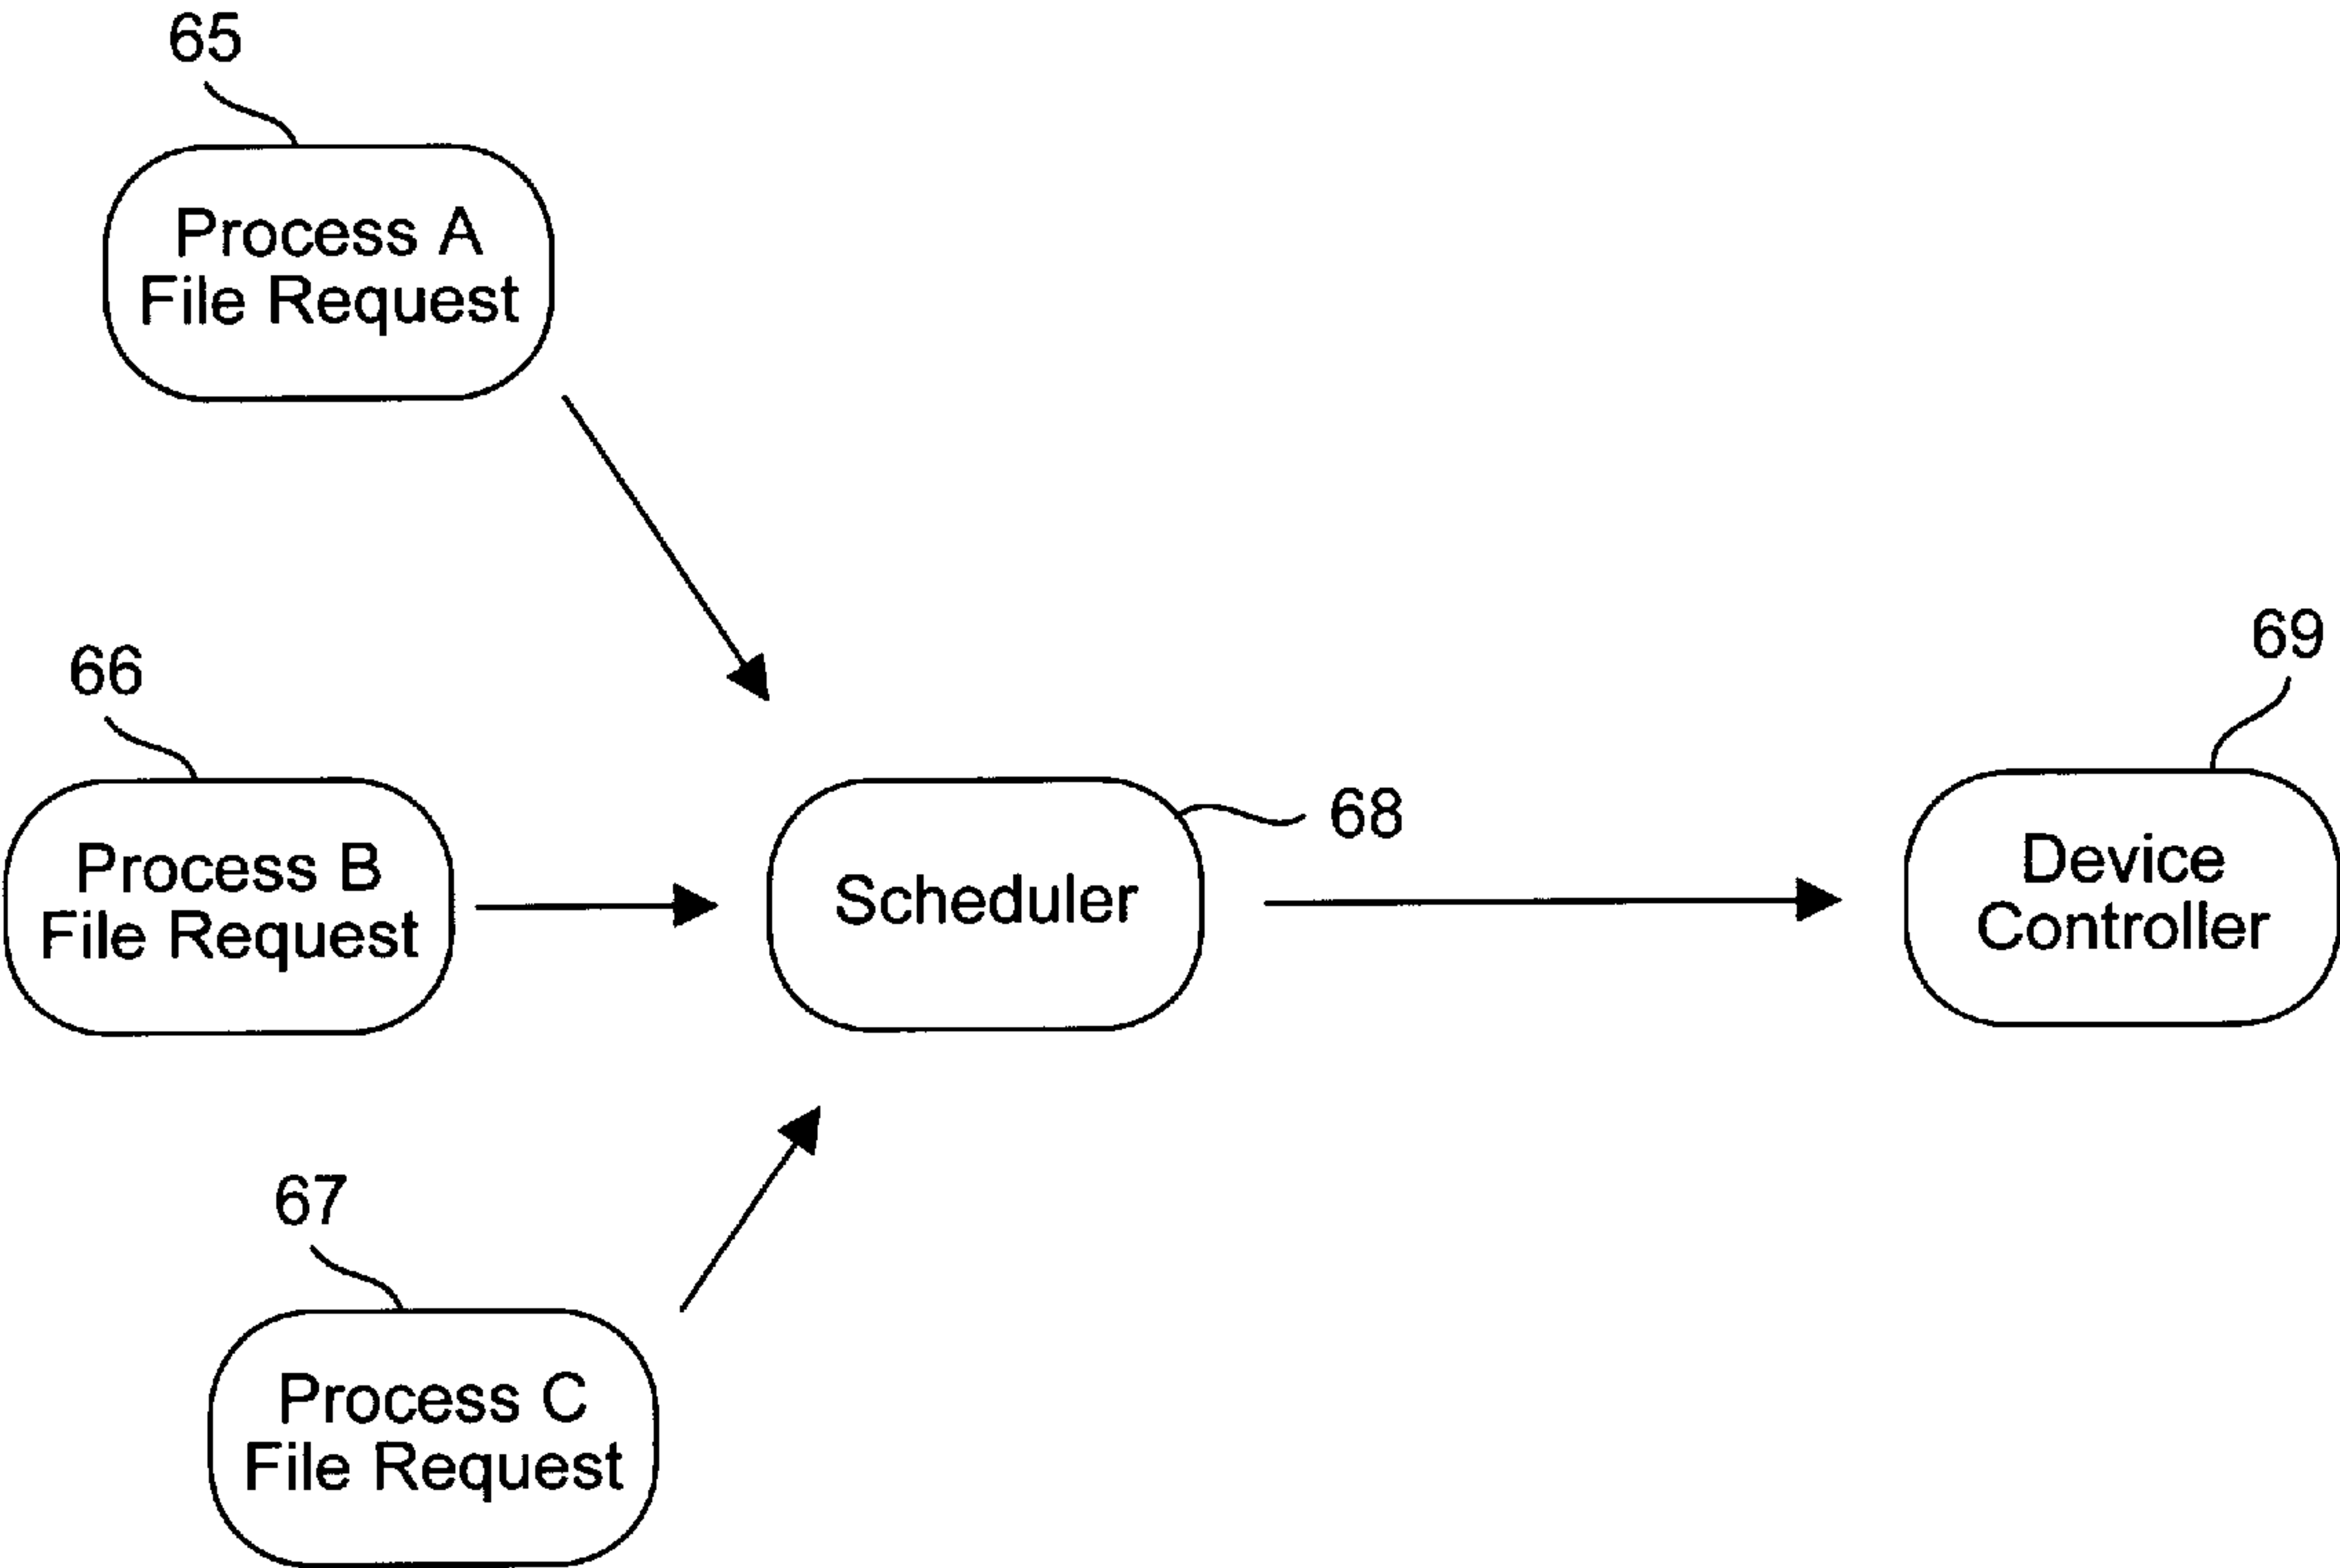 65
Process A
File Request
66
Process B
File Request
Scheduler
68
69
Device
Controller
67
Process C
File Request